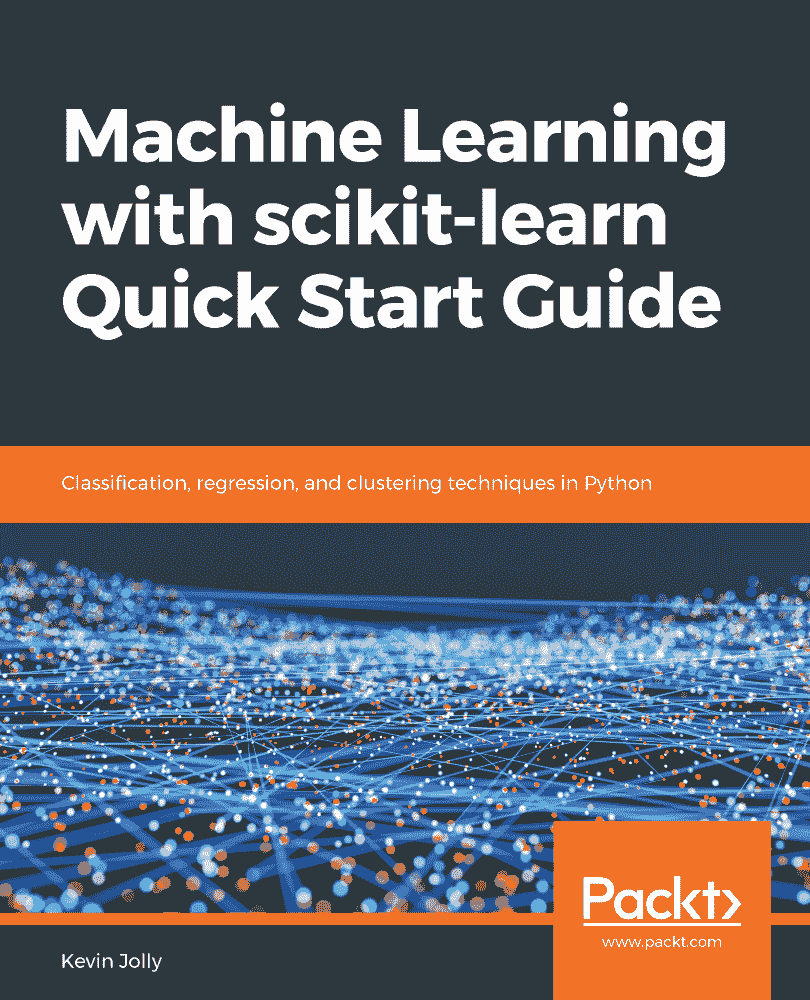 Machine Learning
with scikit-learn
Quick Start Guide
Classification, regression, and clustering techniques in Python
Packt>
www.packt.com
Kevin Jolly